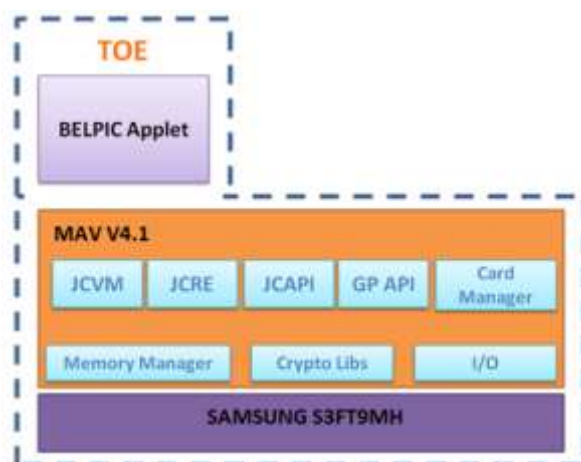 TOE
BELPIC Applet
MAV V4.1
JCVM JCRE JCAPI GP API Card
Manager
Memory Manager Crypto Libs I/O
SAMSUNG S3FT9MH